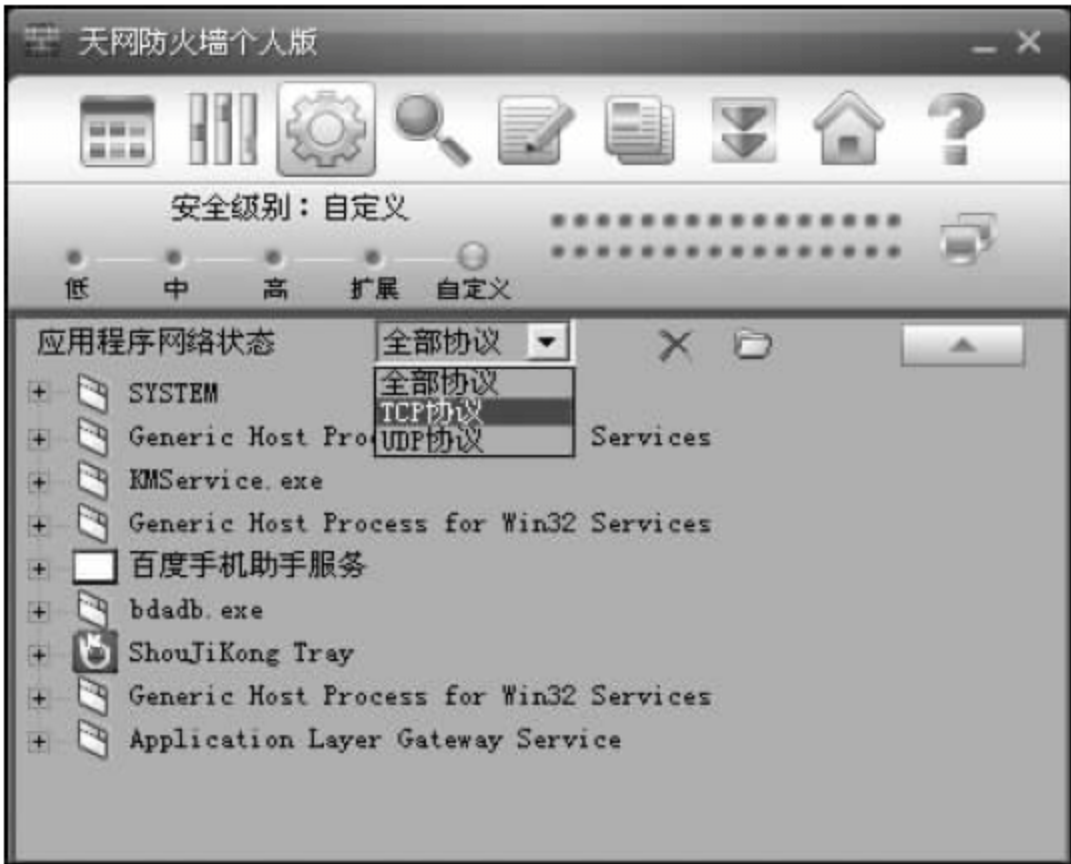 天网防火墙个人版
安全级别：自定义
低 中 高 扩展 自定义
应用程序网络状态 全部协议
全部协议
SYSTEM
TCP协议
Generic Host Pro Services
UDP协议
KMService.exe
Generic Host Process for Win32 Services
百度手机助手服务
bdadb.exe
ShouJiKong Tray
Generic Host Process for Win32 Services
Application Layer Gateway Service